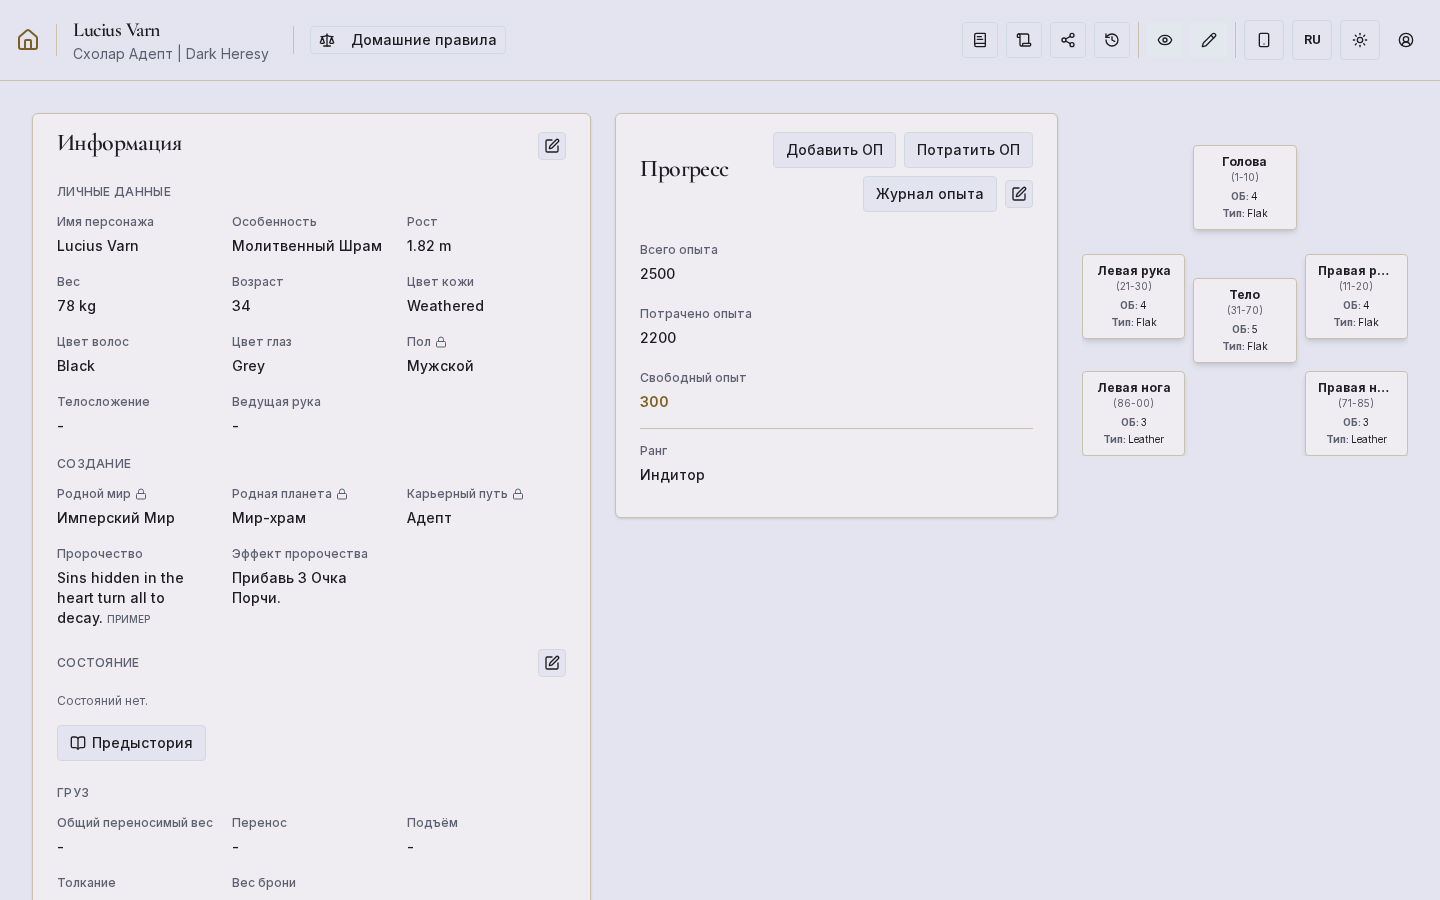 Lucius Varn
Схолар Адепт | Dark Heresy
Домашние правила
RU
Информация
ЛИЧНЫЕ ДАННЫЕ
Имя персонажа
Lucius Varn
Особенность
Молитвенный Шрам
Рост
1.82 m
Вес
78 kg
Возраст
34
Цвет кожи
Weathered
Цвет волос
Black
Цвет глаз
Grey
Пол
Мужской
Телосложение
-
Ведущая рука
-
СОЗДАНИЕ
Родной мир
Имперский Мир
Родная планета
Мир-храм
Карьерный путь
Адепт
Пророчество
Sins hidden in the
heart turn all to
decay. ПРИМЕР
Эффект пророчества
Прибавь 3 Очка
Порчи.
СОСТОЯНИЕ
Состояний нет.
Предыстория
ГРУЗ
Общий переносимый вес
-
Перенос
-
Подъём
-
Толкание
Вес брони
Прогресс
Добавить ОП
Потратить ОП
Журнал опыта
Всего опыта
2500
Потрачено опыта
2200
Свободный опыт
300
Ранг
Индитор
Голова
(1-10)
ОБ: 4
Тип: Flak
Левая рука
(21-30)
ОБ: 4
Тип: Flak
Тело
(31-70)
ОБ: 5
Тип: Flak
Правая р...
(11-20)
ОБ: 4
Тип: Flak
Левая нога
(86-00)
ОБ: 3
Тип: Leather
Правая н...
(71-85)
ОБ: 3
Тип: Leather